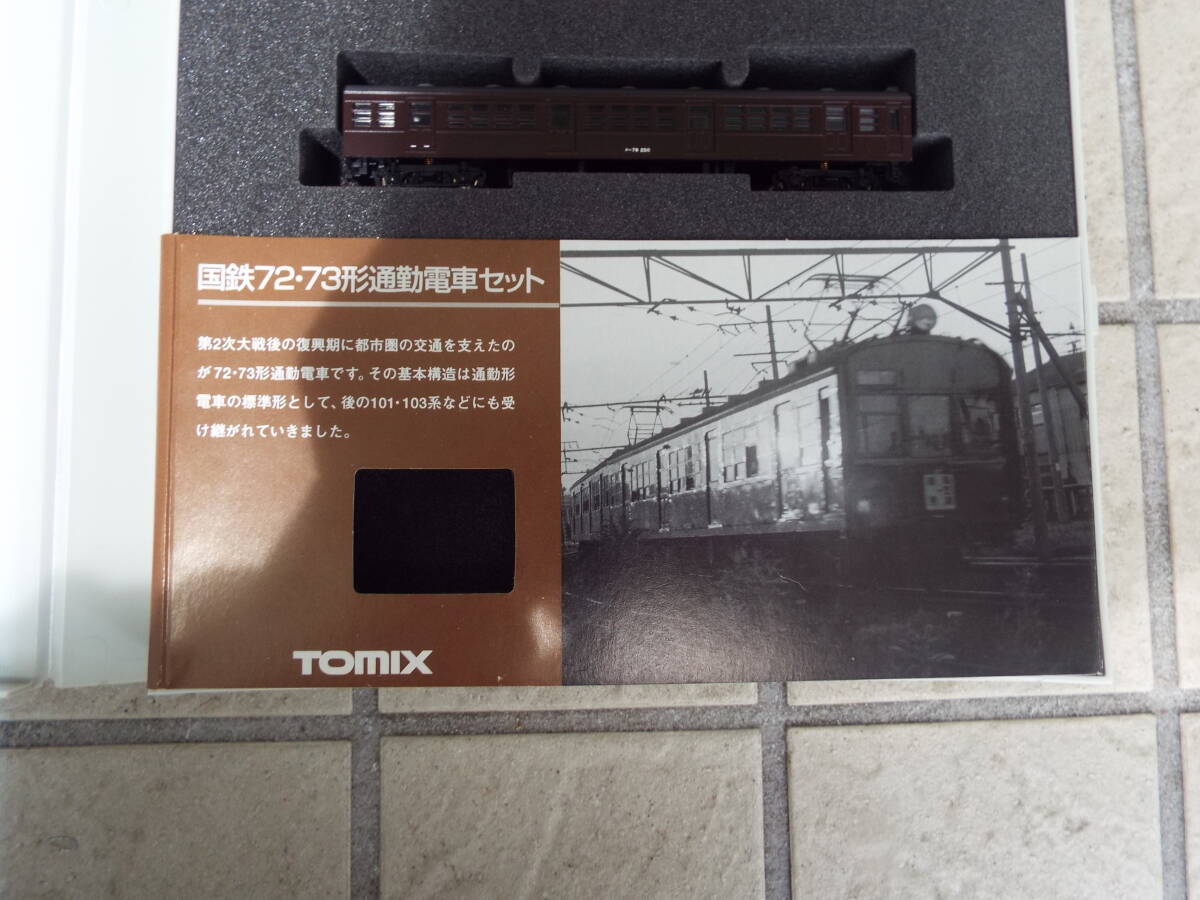 国鉄72・73形通勤電車セット
第2次大戦後の復興期に都市圏の交通を支えたの
が72・73形通勤電車です。その基本構造は通勤形
電車の標準形として、後の101・103系などにも受
け継がれていきました。
TOMIX